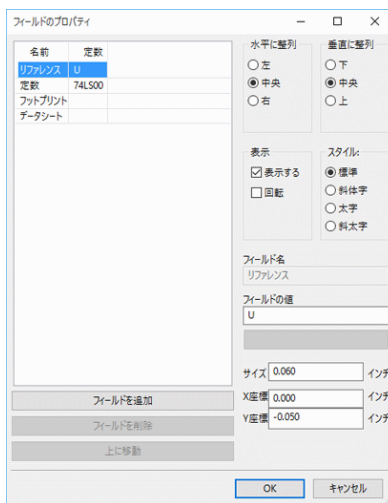 フィールドのプロパティ
名前 定数
リファレンス U
定数 74LS00
フットプリント
データシート
水平に整列
左
中央
右
垂直に整列
下
中央
上
表示
表示する
回転
スタイル:
標準
斜体字
太字
斜太字
フィールド名
リファレンス
フィールドの値
U
サイズ 0.060 インチ
X座標 0.000 インチ
Y座標 -0.050 インチ
フィールドを追加
フィールドを削除
上に移動
OK キャンセル